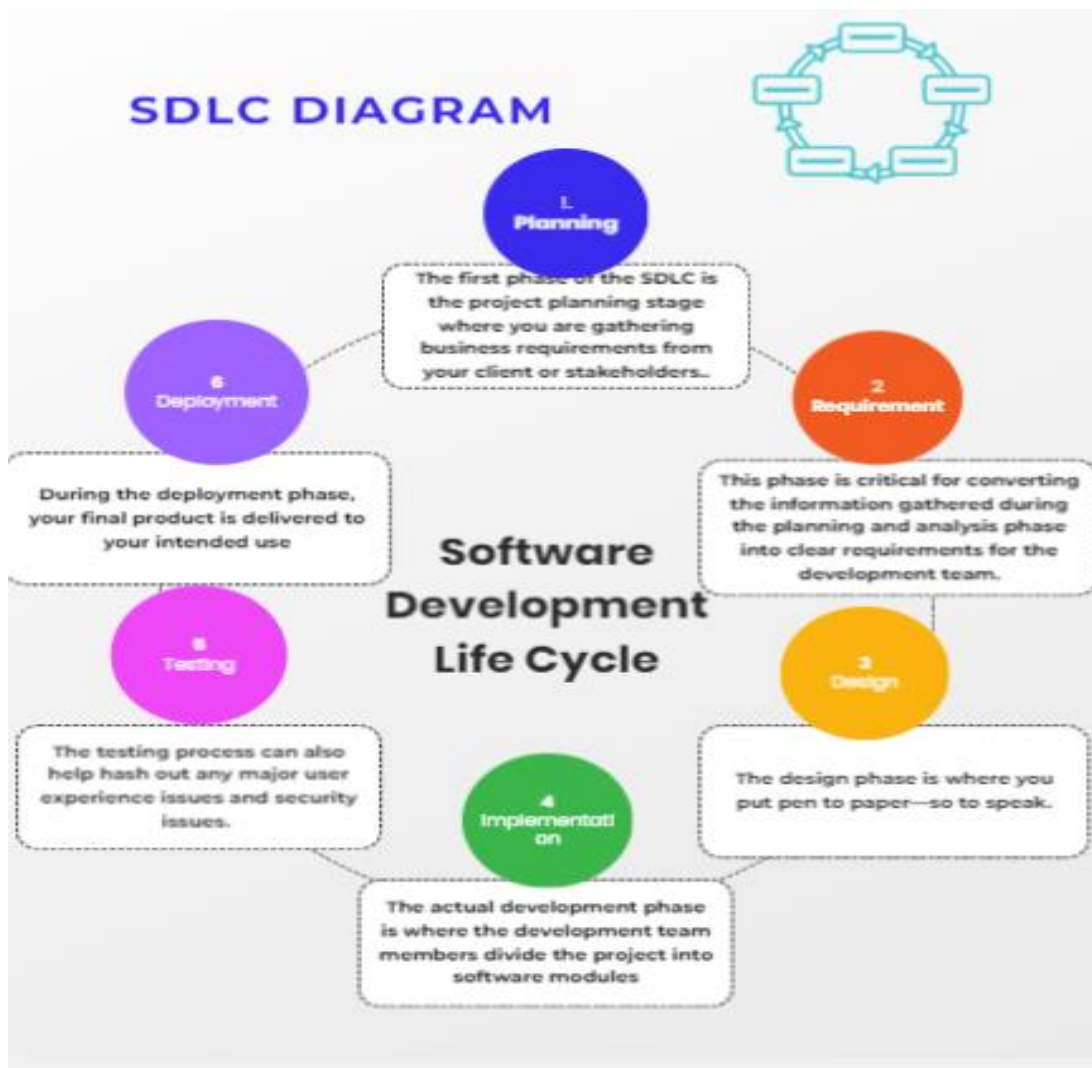 SDLC DIAGRAM
1.
Planning
The first phase of the SDLC is
the project planning stage
where you are gathering
business requirements from
your client or stakeholders..
2
Requirement
This phase is critical for converting
the information gathered during
the planning and analysis phase
into clear requirements for the
development team.
3
Design
The design phase is where you
put pen to paper—so to speak.
4
Implementati
on
The actual development phase
is where the development team
members divide the project into
software modules
5
Testing
The testing process can also
help hash out any major user
experience issues and security
issues.
6
Deployment
During the deployment phase,
your final product is delivered to
your intended use
Software
Development
Life Cycle